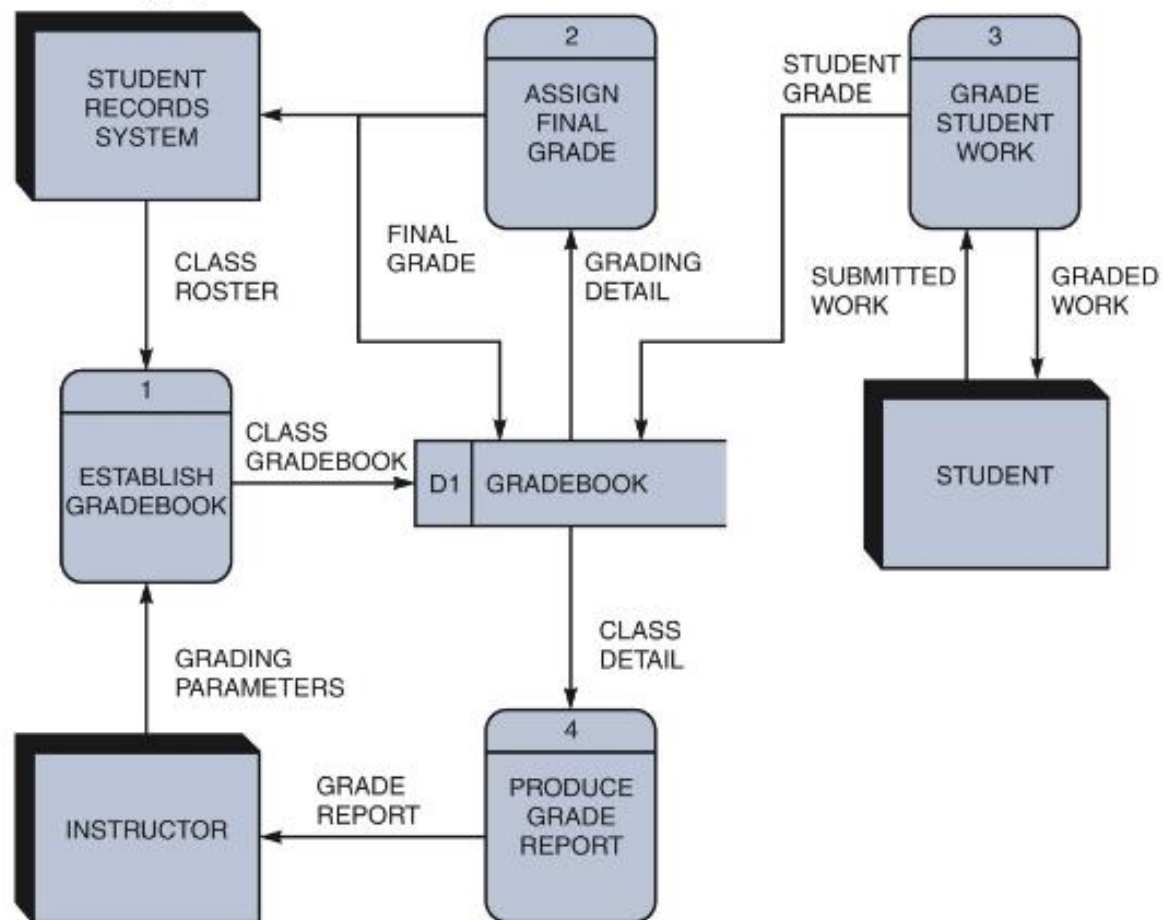 STUDENT
RECORDS
SYSTEM
2
ASSIGN
FINAL
GRADE
STUDENT
GRADE
3
GRADE
STUDENT
WORK
CLASS
ROSTER
FINAL
GRADE
GRADING
DETAIL
SUBMITTED
WORK
GRADED
WORK
1
ESTABLISH
GRADEBOOK
CLASS
GRADEBOOK
D1
GRADEBOOK
STUDENT
GRADING
PARAMETERS
CLASS
DETAIL
INSTRUCTOR
GRADE
REPORT
4
PRODUCE
GRADE
REPORT